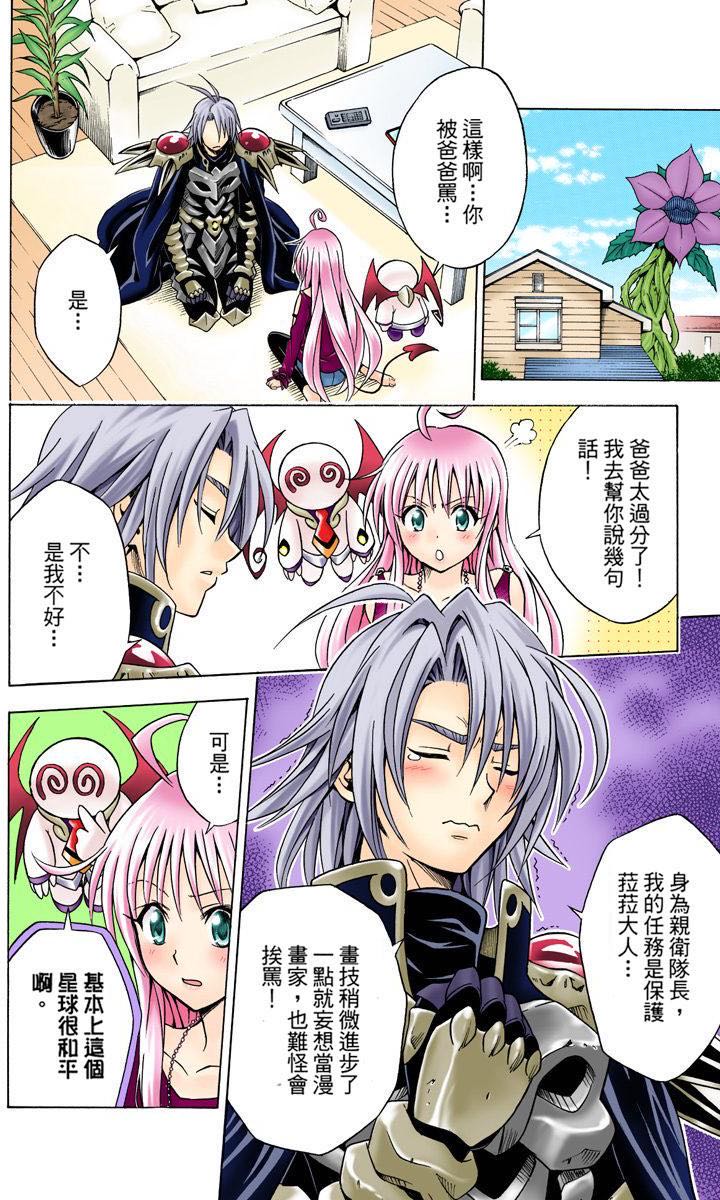 這樣啊…你
被爸爸罵…
是…
爸爸太過分了！
我去幫你說幾句
話！
不…
是我不好…
身為親衛隊長，
我的任務是保護
菈菈大人…
畫技稍微進步了
一點就妄想當漫
畫家，也難怪會
挨罵！
可是…
基本上這個
星球很和平
啊。